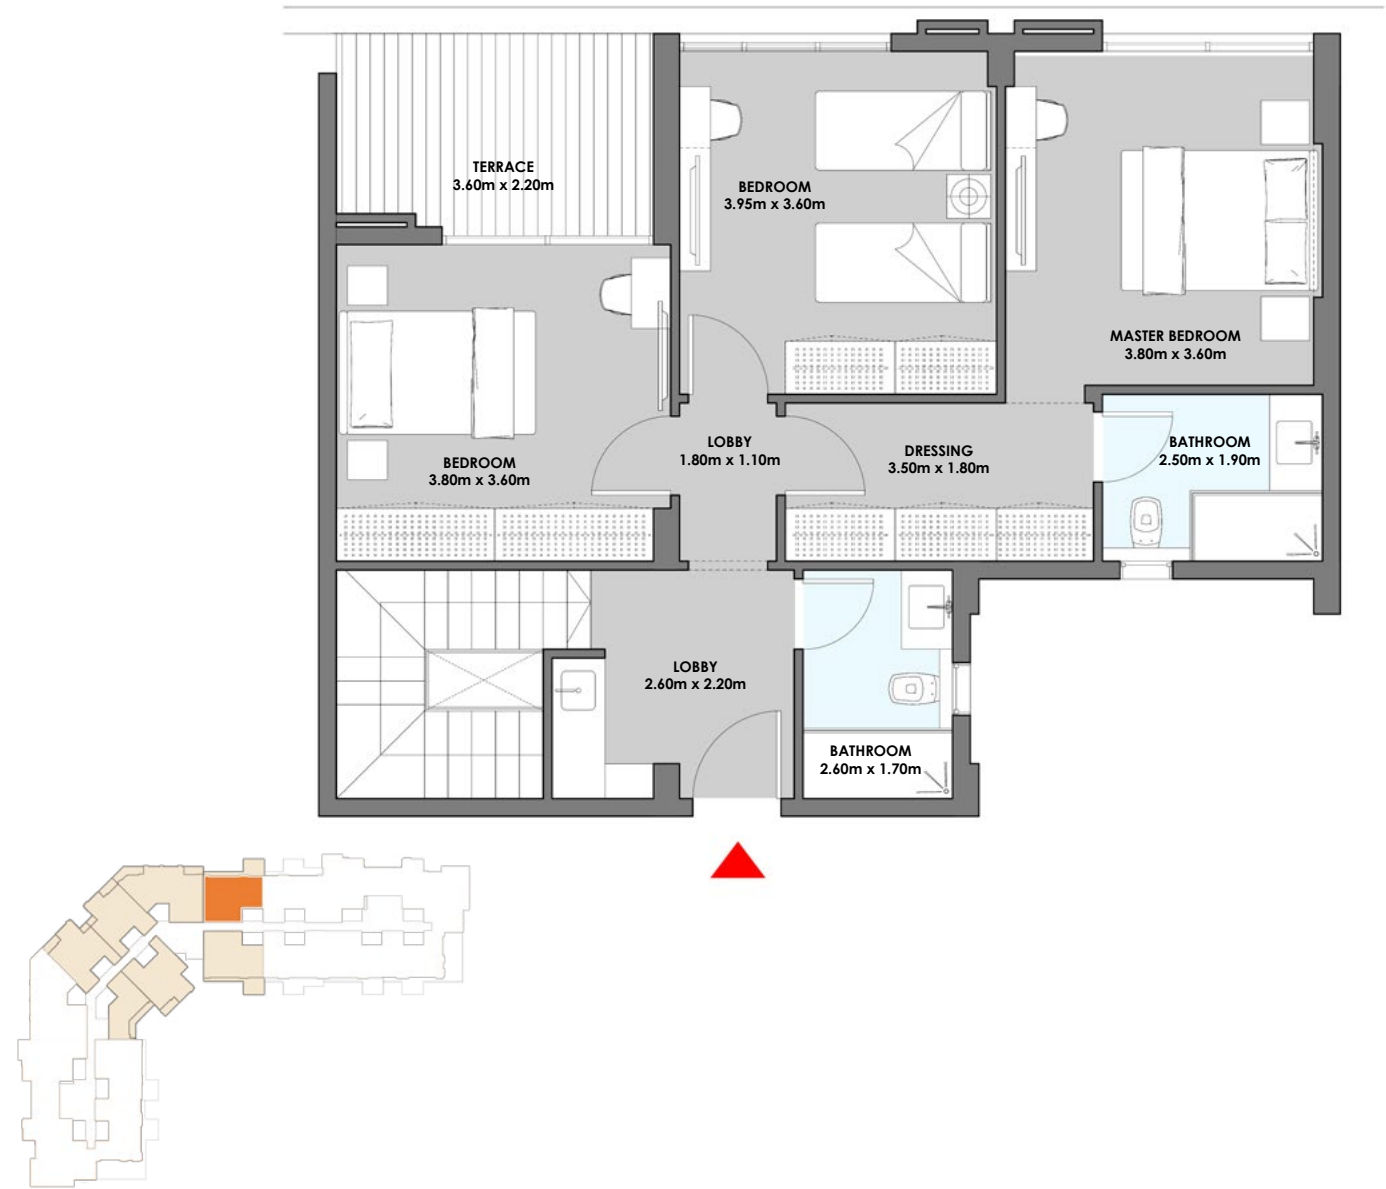 TERRACE
3.60m x 2.20m
BEDROOM
3.95m x 3.60m
MASTER BEDROOM
3.80m x 3.60m
BEDROOM
3.80m x 3.60m
LOBBY
1.80m x 1.10m
DRESSING
3.50m x 1.80m
BATHROOM
2.50m x 1.90m
LOBBY
2.60m x 2.20m
BATHROOM
2.60m x 1.70m